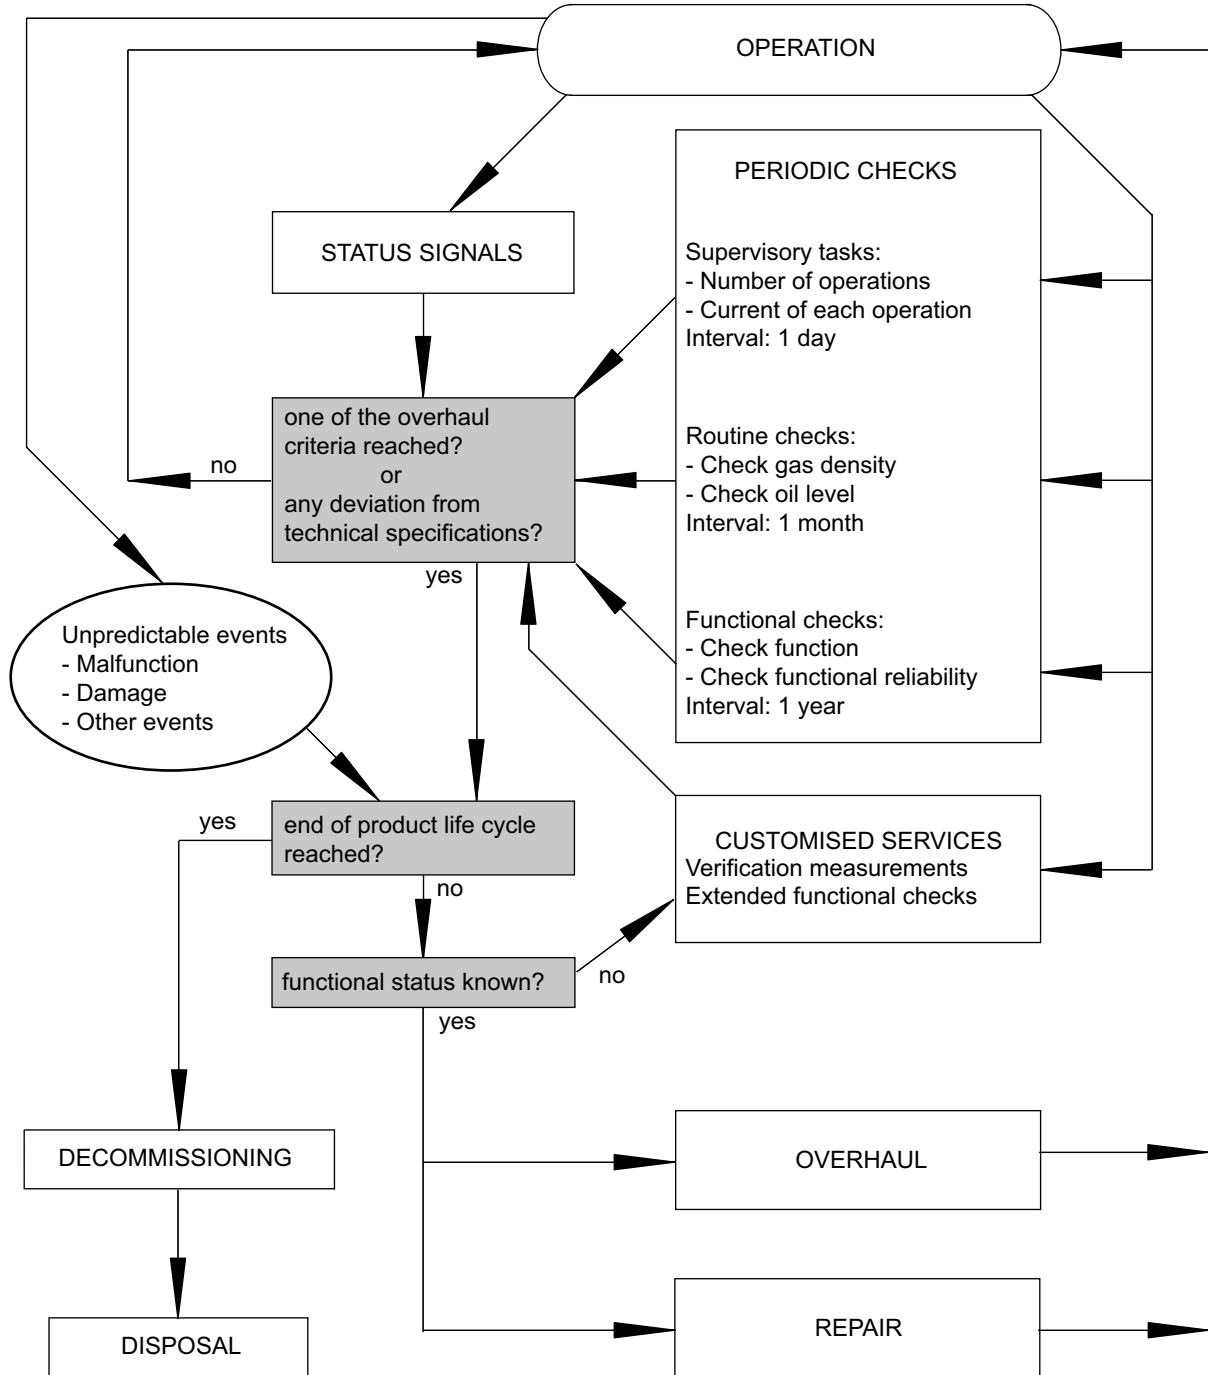 OPERATION
PERIODIC CHECKS
Supervisory tasks:
- Number of operations
- Current of each operation
Interval: 1 day
STATUS SIGNALS
one of the overhaul
criteria reached?
or
any deviation from
technical specifications?
no
yes
Routine checks:
- Check gas density
- Check oil level
Interval: 1 month
Functional checks:
- Check function
- Check functional reliability
Interval: 1 year
Unpredictable events
- Malfunction
- Damage
- Other events
yes
end of product life cycle
reached?
no
CUSTOMISED SERVICES
Verification measurements
Extended functional checks
functional status known?
no
yes
DECOMMISSIONING
OVERHAUL
DISPOSAL
REPAIR